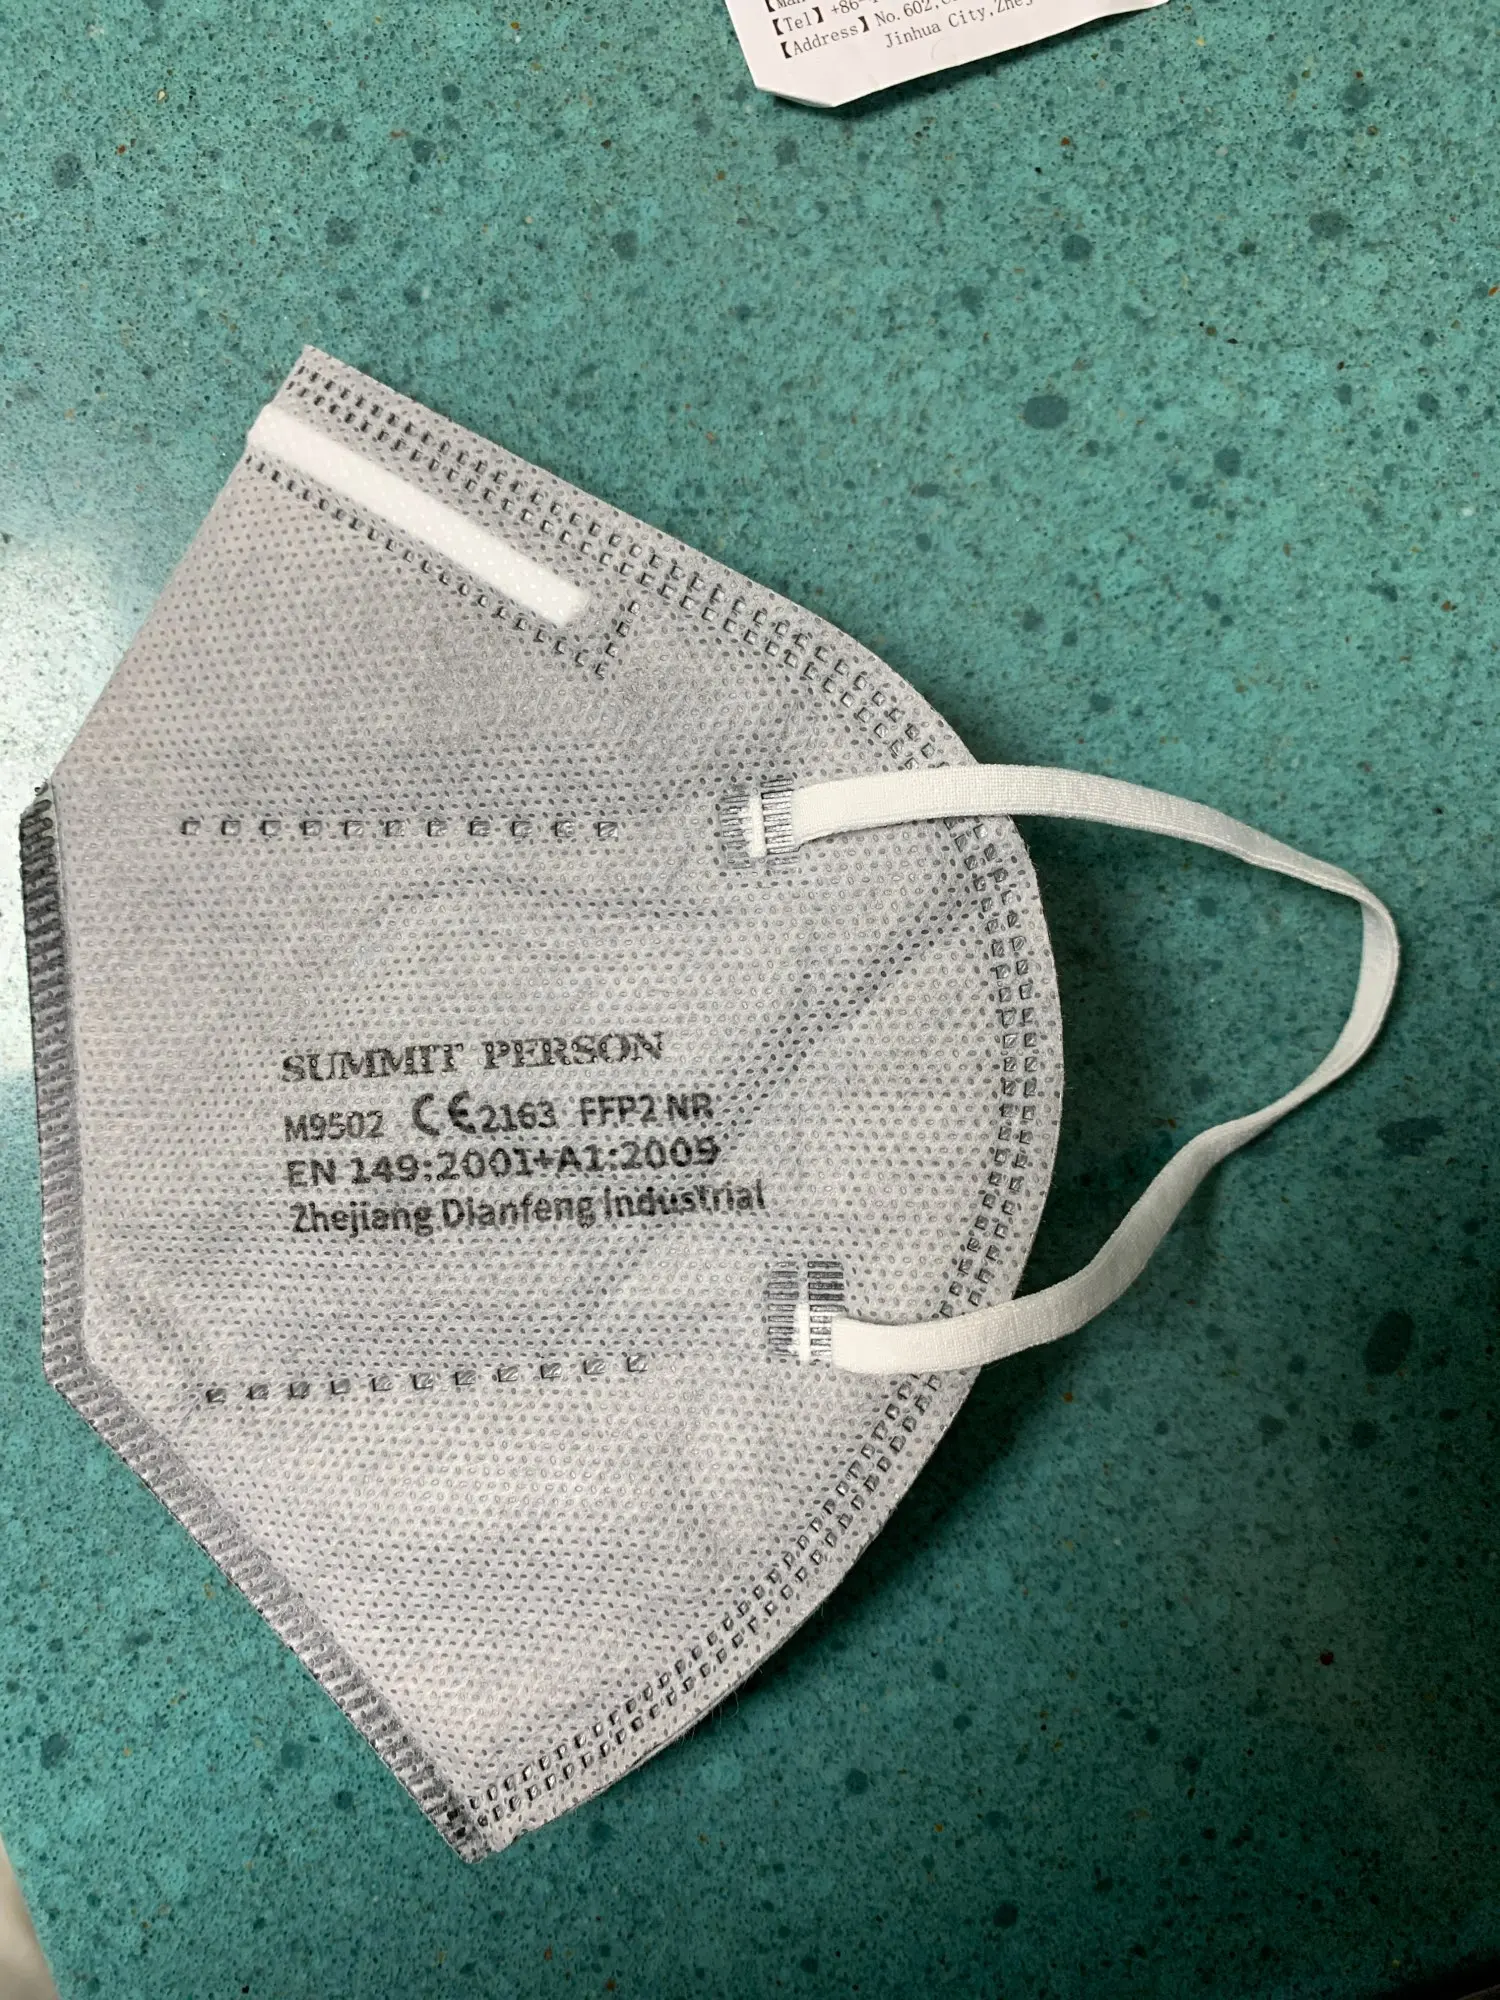 【Tel】 +86-
【Address】 No.602,
Jinhua City, Zhej
SUMMIT PERSON
M9502 CE2163 FFP2 NR
EN 149:2001+A1:2009
Zhejiang Dianfeng Industrial